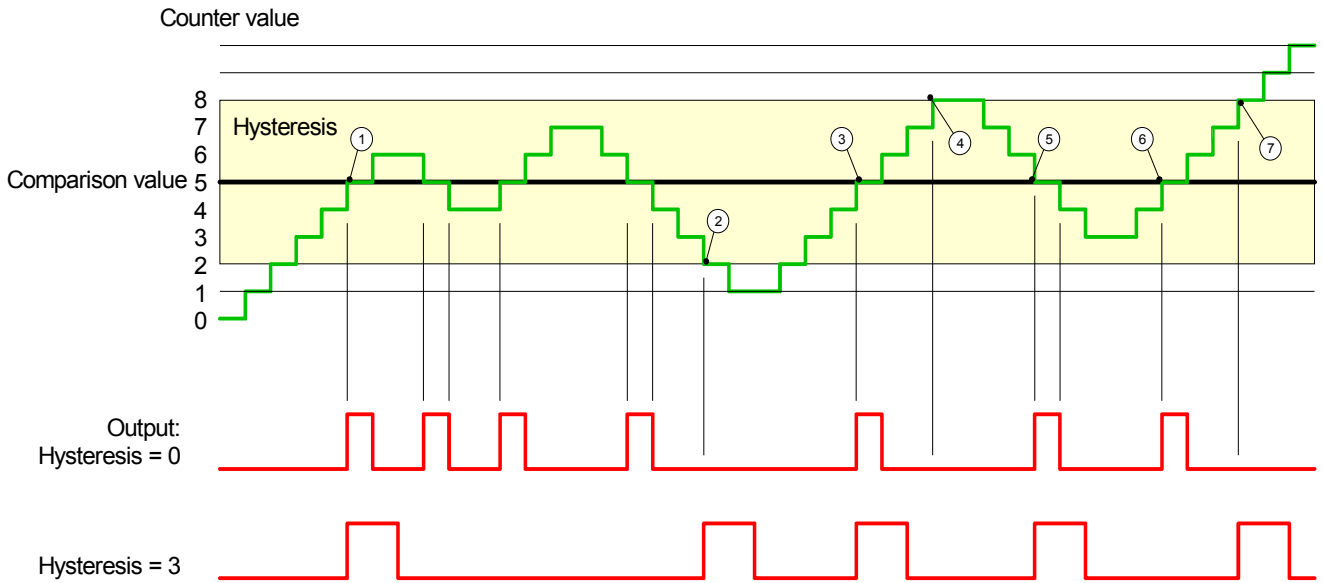 Counter value
8
7
Hysteresis
1
3
4
5
6
7
6
Comparison value 5
4
3
2
2
1
0
Output:
Hysteresis = 0
Hysteresis = 3